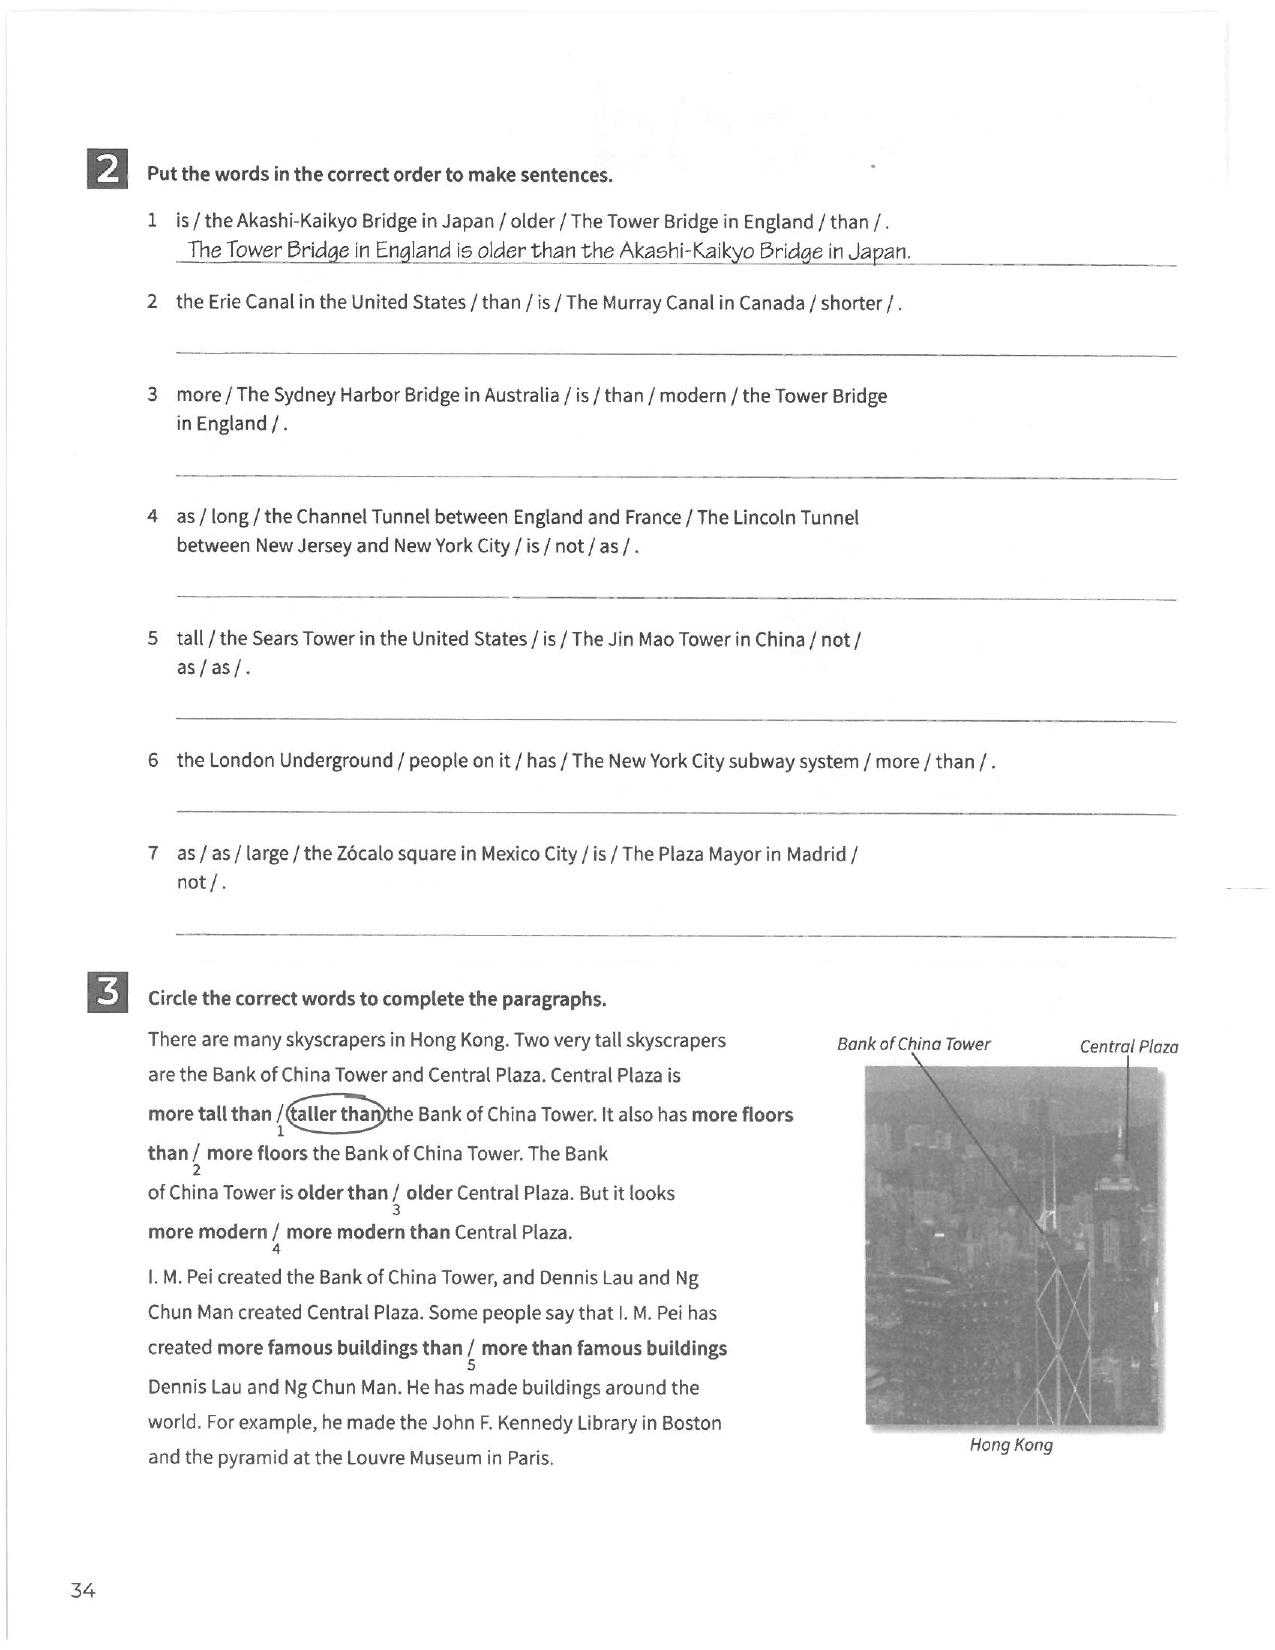 2 Put the words in the correct order to make sentences.
1 is / the Akashi-Kaikyo Bridge in Japan / older / The Tower Bridge in England / than / .
The Tower Bridge in England is older than the Akashi-Kaikyo Bridge in Japan.
2 the Erie Canal in the United States / than / is / The Murray Canal in Canada / shorter / .
3 more / The Sydney Harbor Bridge in Australia / is / than / modern / the Tower Bridge
in England / .
4 as / long / the Channel Tunnel between England and France / The Lincoln Tunnel
between New Jersey and New York City / is / not / as / .
5 tall / the Sears Tower in the United States / is / The Jin Mao Tower in China / not /
as / as / .
6 the London Underground / people on it / has / The New York City subway system / more / than / .
7 as / as / large / the Zócalo square in Mexico City / is / The Plaza Mayor in Madrid /
not / .
3 Circle the correct words to complete the paragraphs.
There are many skyscrapers in Hong Kong. Two very tall skyscrapers
are the Bank of China Tower and Central Plaza. Central Plaza is
more tall than / taller than the Bank of China Tower. It also has more floors
1
than / more floors the Bank of China Tower. The Bank
2
of China Tower is older than / older Central Plaza. But it looks
3
more modern / more modern than Central Plaza.
4
I. M. Pei created the Bank of China Tower, and Dennis Lau and Ng
Chun Man created Central Plaza. Some people say that I. M. Pei has
created more famous buildings than / more than famous buildings
5
Dennis Lau and Ng Chun Man. He has made buildings around the
world. For example, he made the John F. Kennedy Library in Boston
and the pyramid at the Louvre Museum in Paris.
Bank of China Tower
Central Plaza
Hong Kong
34